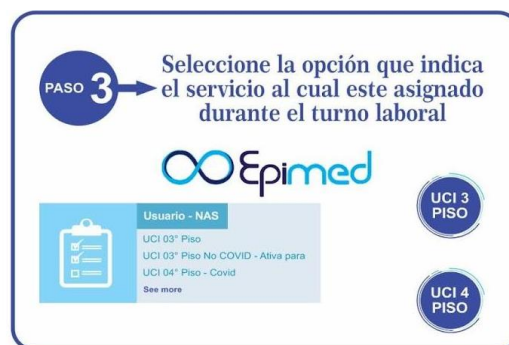 PASO 3
Seleccione la opción que indica
el servicio al cual este asignado
durante el turno laboral
Epimed
Usuario - NAS
UCI 03° Piso
UCI 03° Piso No COVID - Ativa para
UCI 04° Piso - Covid
See more
UCI 3
PISO
UCI 4
PISO